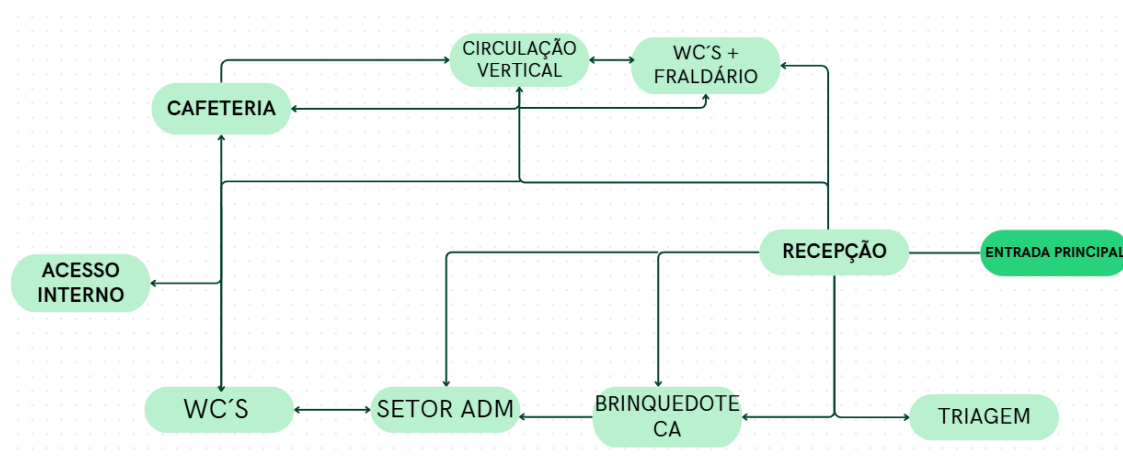 CIRCULAÇÃO
VERTICAL
WC´S +
FRALDÁRIO
CAFETERIA
RECEPÇÃO
ENTRADA PRINCIPAL
ACESSO
INTERNO
WC´S
SETOR ADM
BRINQUEDOTE
CA
TRIAGEM